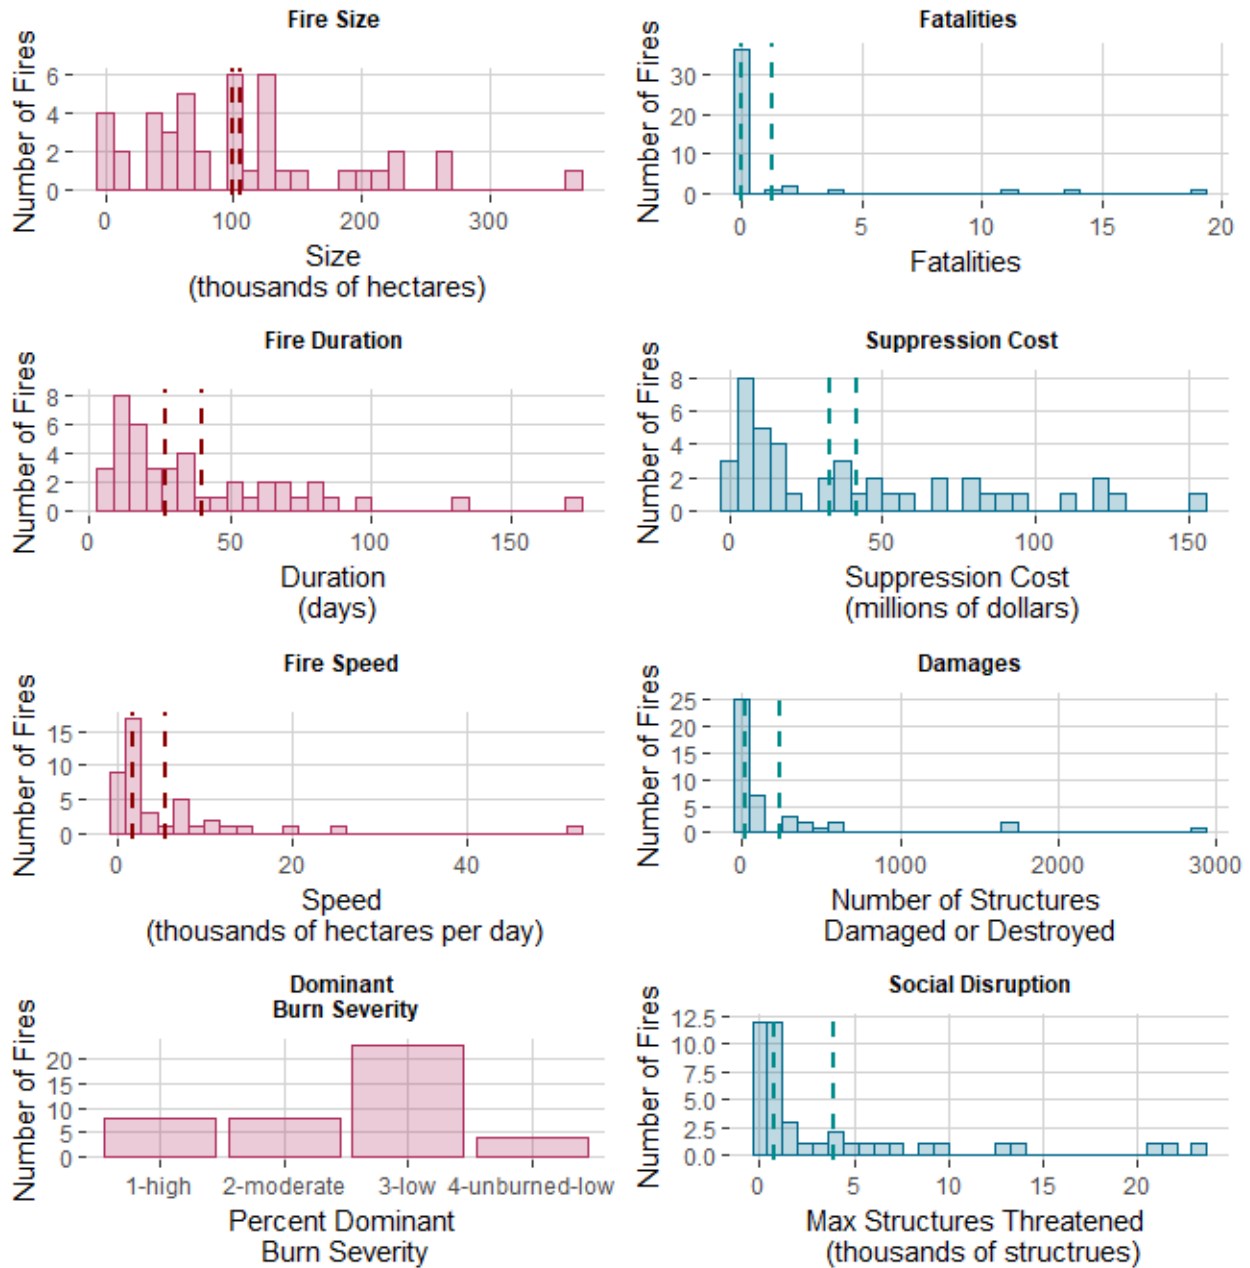 Fire Size
Number of Fires
6
4
2
0
0 100 200 300
Size
(thousands of hectares)
Fatalities
Number of Fires
30
20
10
0
0 5 10 15 20
Fatalities
Fire Duration
Number of Fires
8
6
4
2
0
0 50 100 150
Duration
(days)
Suppression Cost
Number of Fires
8
6
4
2
0
0 50 100 150
Suppression Cost
(millions of dollars)
Fire Speed
Number of Fires
15
10
5
0
0 20 40
Speed
(thousands of hectares per day)
Damages
Number of Fires
25
20
15
10
5
0
0 1000 2000 3000
Number of Structures
Damaged or Destroyed
Dominant
Burn Severity
Number of Fires
20
15
10
5
0
1-high 2-moderate 3-low 4-unburned-low
Percent Dominant
Burn Severity
Social Disruption
Number of Fires
12.5
10.0
7.5
5.0
2.5
0.0
0 5 10 15 20
Max Structures Threatened
(thousands of structrues)